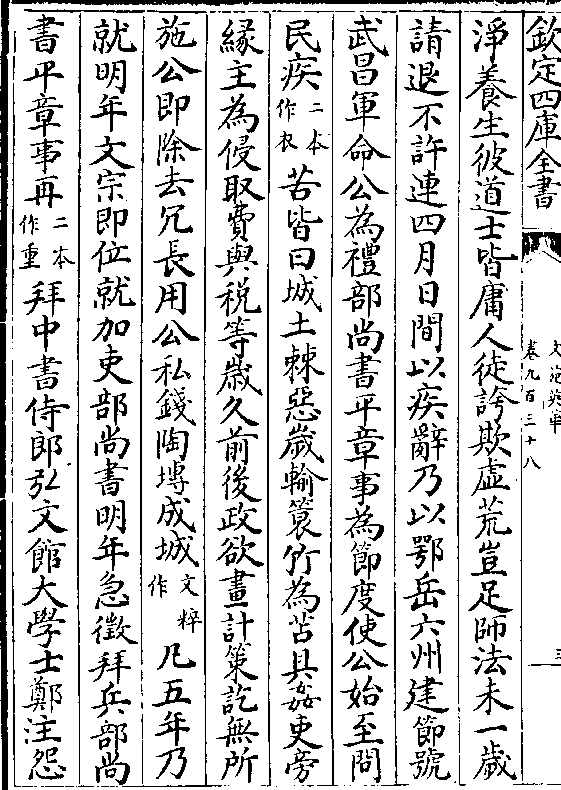 欽定四庫全書
文苑英華
卷九百三十八
三
淨養生彼道士皆庸人徒誇欺虛荒豈足師法未一歲
請退不許連四月日間以疾辭乃以鄂岳六州建節號
武昌軍命公為禮部尚書平章事為節度使公始至問
民疾二本作衣苦皆曰城土棘惡歲輸簑竹為苫具姦吏旁
緣主為侵取費與税等歲久前後政欲畫計策訖無所
施公即除去冗長用公私錢陶塼成城文粹作凡五年乃
就明年文宗即位就加吏部尚書明年急徵拜兵部尚
書平章事再二本作重拜中書侍郎弘文館大學士鄭注怨